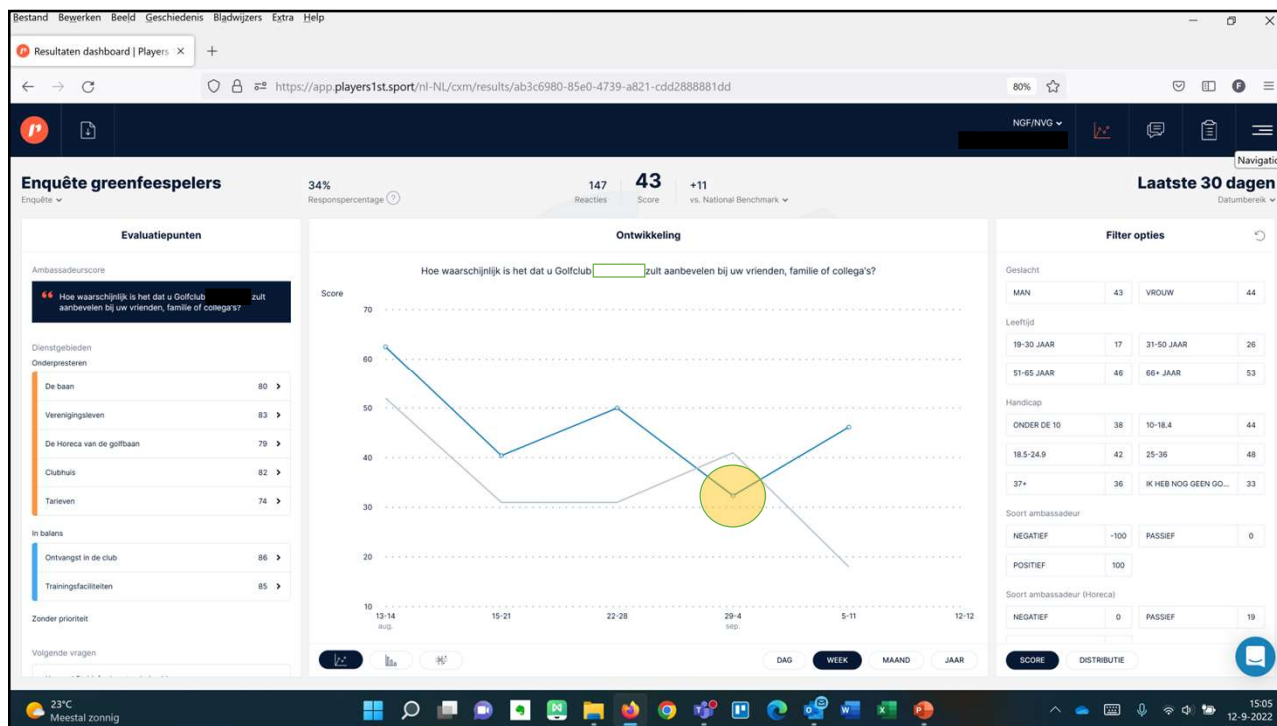 Bestand Bewerken Beeld Geschiedenis Bladwijzers Extra Help
Resultaten dashboard | Players
https://app.players1st.sport/nl-NL/cxm/results/ab3c6980-85e0-4739-a821-cdd2888881dd
80%
NGF/NVG
Navigatio
Enquête greenfeespelers
Enquête
34%
Responspercentage ?
147
Reacties
43
Score
+11
vs. National Benchmark
Laatste 30 dagen
Datumbereik
Evaluatiepunten
Ambassadeurscore
Hoe waarschijnlijk is het dat u Golfclub zult
aanbevelen bij uw vrienden, familie of collega's?
Dienstgebieden
Onderpresteren
De baan 80
Verenigingsleven 83
De Horeca van de golfbaan 79
Clubhuis 82
Tarieven 74
In balans
Ontvangst in de club 86
Trainingsfaciliteiten 85
Zonder prioriteit
Volgende vragen
Ontwikkeling
Hoe waarschijnlijk is het dat u Golfclub zult aanbevelen bij uw vrienden, familie of collega's?
Score
70
60
50
40
30
20
10
13-14 15-21 22-28 29-4 5-11 12-12
aug. sep.
DAG WEEK MAAND JAAR
Filter opties
Geslacht
MAN 43 VROUW 44
Leeftijd
19-30 JAAR 17 31-50 JAAR 26
51-65 JAAR 46 66+ JAAR 53
Handicap
ONDER DE 10 38 10-18.4 44
18.5-24.9 42 25-36 48
37+ 36 IK HEB NOG GEEN GO... 33
Soort ambassadeur
NEGATIEF -100 PASSIEF 0
POSITIEF 100
Soort ambassadeur (Horeca)
NEGATIEF 0 PASSIEF 19
SCORE DISTRIBUTIE
23°C
Meestal zonnig
15:05
12-9-2022